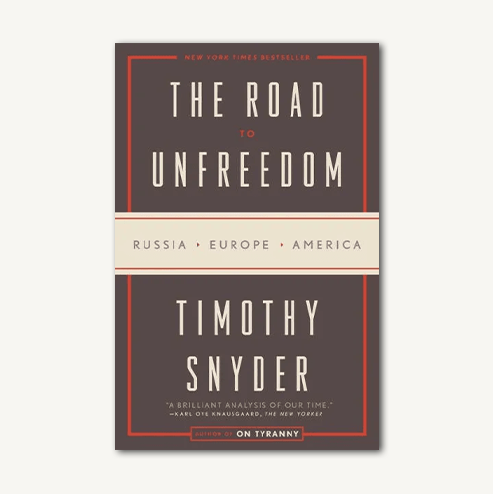 NEW YORK TIMES BESTSELLER
THE ROAD
TO
UNFREEDOM
RUSSIA • EUROPE • AMERICA
TIMOTHY
SNYDER
"A BRILLIANT ANALYSIS OF OUR TIME."
—KARL OVE KNAUSGAARD, THE NEW YORKER
AUTHOR OF ON TYRANNY